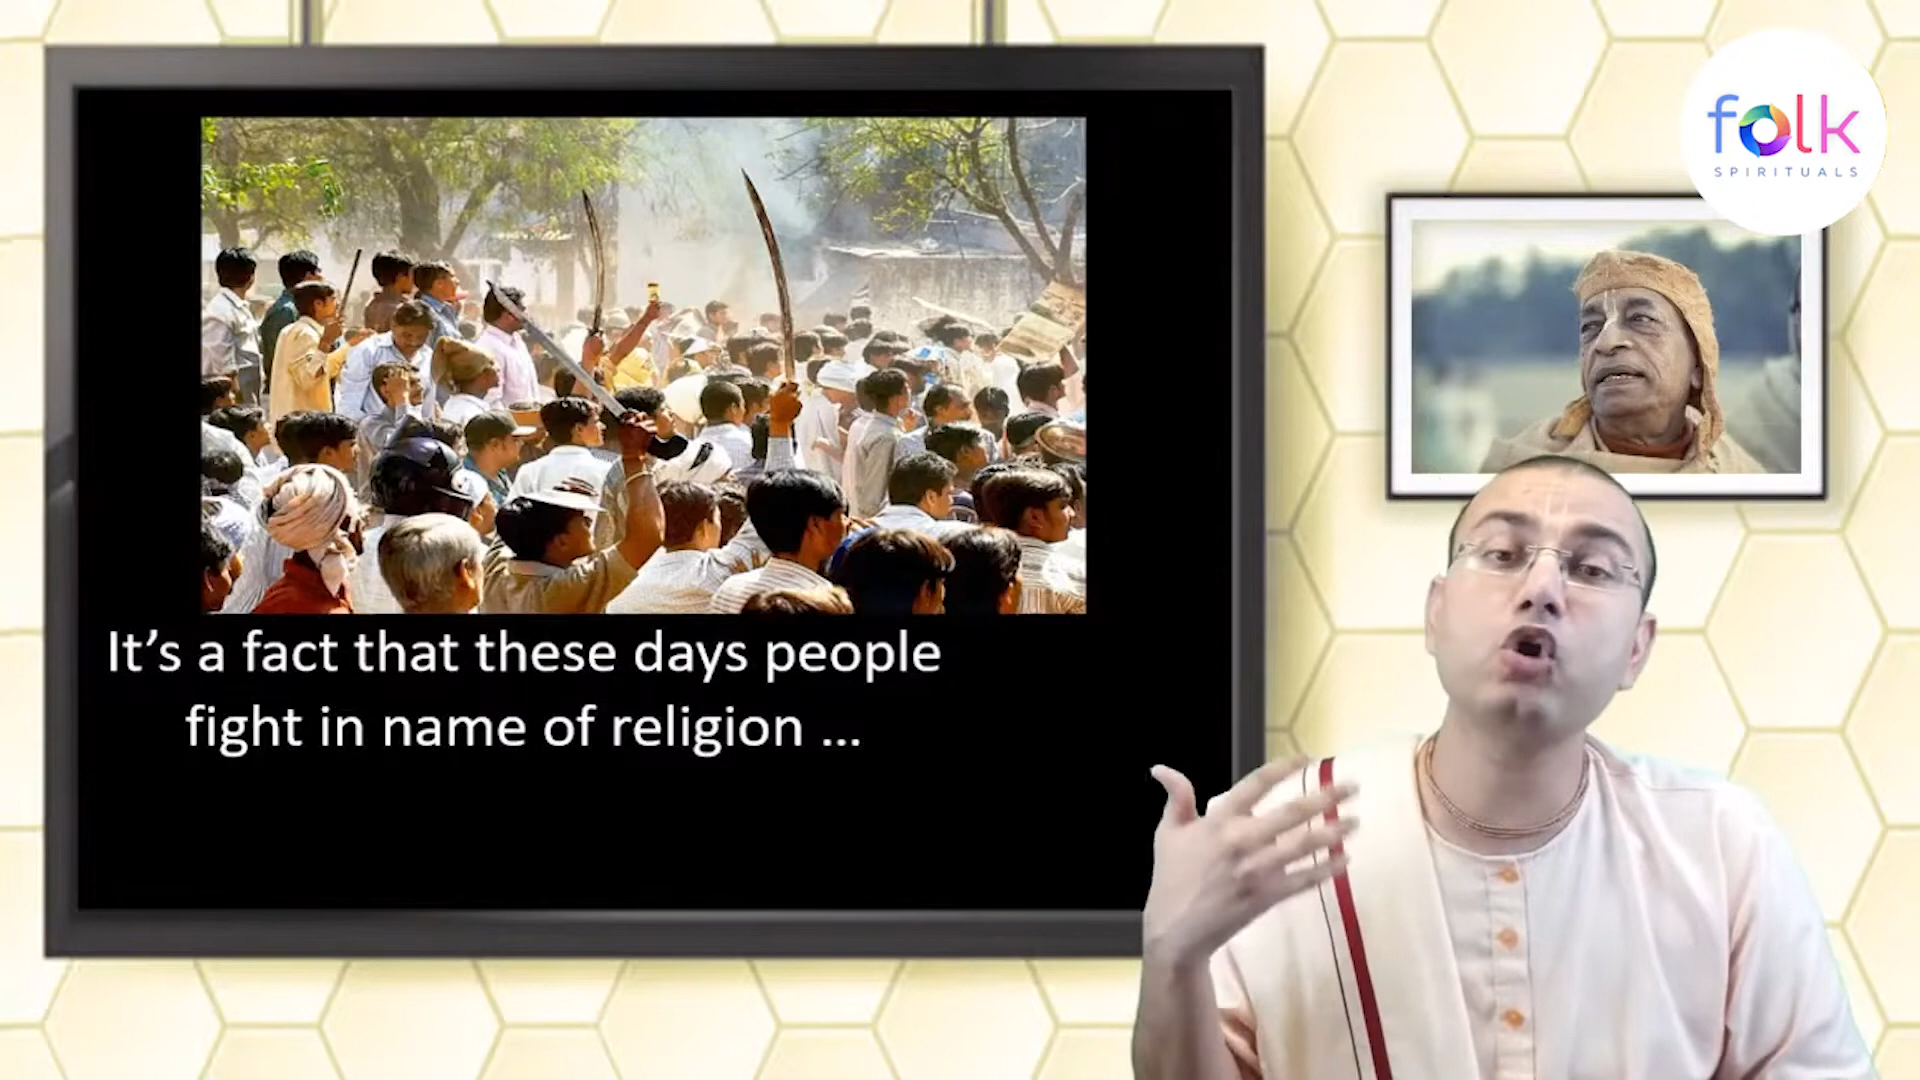 folk
SPIRITUALS
It’s a fact that these days people
fight in name of religion ...